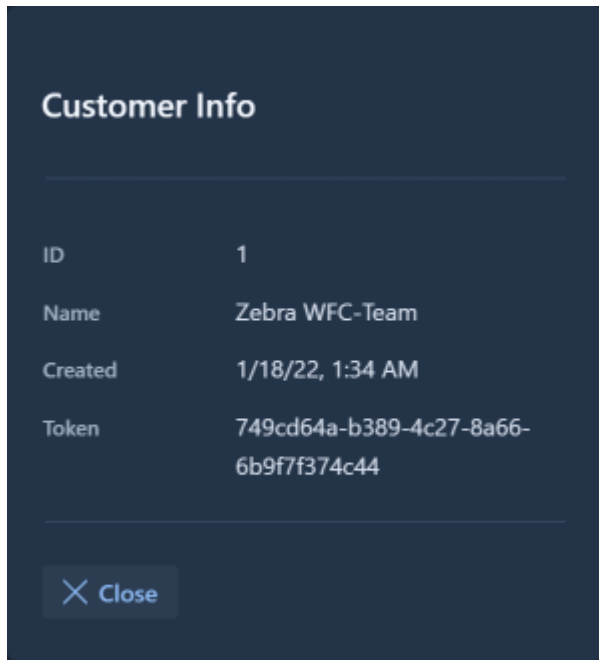 Customer Info
ID 1
Name Zebra WFC-Team
Created 1/18/22, 1:34 AM
Token 749cd64a-b389-4c27-8a66-
6b9f7f374c44
Close